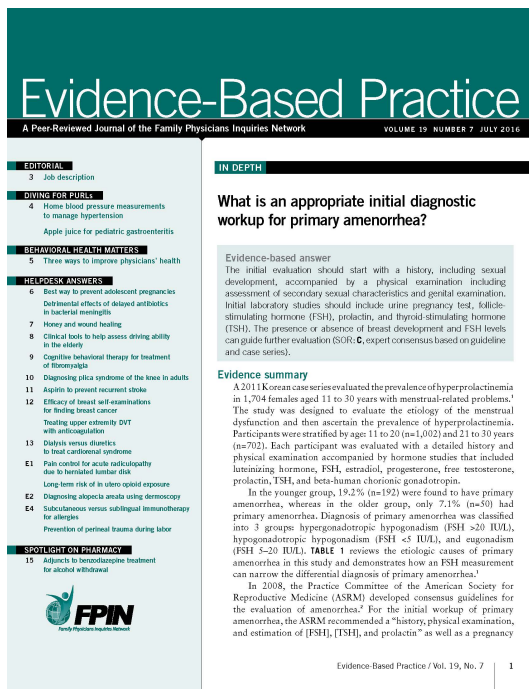 Evidence-Based Practice
A Peer-Reviewed Journal of the Family Physicians Inquiries Network
VOLUME 19 NUMBER 7 JULY 2016
EDITORIAL
3 Job description
DIVING FOR PURLs
4 Home blood pressure measurements
to manage hypertension
Apple juice for pediatric gastroenteritis
BEHAVIORAL HEALTH MATTERS
5 Three ways to improve physicians' health
HELPDESK ANSWERS
6 Best way to prevent adolescent pregnancies
Detrimental effects of delayed antibiotics
in bacterial meningitis
7 Honey and wound healing
8 Clinical tools to help assess driving ability
in the elderly
9 Cognitive behavioral therapy for treatment
of fibromyalgia
10 Diagnosing plica syndrome of the knee in adults
11 Aspirin to prevent recurrent stroke
12 Efficacy of breast self-examinations
for finding breast cancer
Treating upper extremity DVT
with anticoagulation
13 Dialysis versus diuretics
to treat cardiorenal syndrome
E1 Pain control for acute radiculopathy
due to herniated lumbar disk
Long-term risk of in utero opioid exposure
E2 Diagnosing alopecia areata using dermoscopy
E4 Subcutaneous versus sublingual immunotherapy
for allergies
Prevention of perineal trauma during labor
SPOTLIGHT ON PHARMACY
15 Adjuncts to benzodiazepine treatment
for alcohol withdrawal
FPIN
Family Physicians Inquiries Network
IN DEPTH
What is an appropriate initial diagnostic
workup for primary amenorrhea?
Evidence-based answer
The initial evaluation should start with a history, including sexual
development, accompanied by a physical examination including
assessment of secondary sexual characteristics and genital examination.
Initial laboratory studies should include urine pregnancy test, follicle-
stimulating hormone (FSH), prolactin, and thyroid-stimulating hormone
(TSH). The presence or absence of breast development and FSH levels
can guide further evaluation (SOR: C, expert consensus based on guideline
and case series).
Evidence summary
A 2011 Korean case series evaluated the prevalence of hyperprolactinemia
in 1,704 females aged 11 to 30 years with menstrual-related problems.¹
The study was designed to evaluate the etiology of the menstrual
dysfunction and then ascertain the prevalence of hyperprolactinemia.
Participants were stratified by age: 11 to 20 (n=1,002) and 21 to 30 years
(n=702). Each participant was evaluated with a detailed history and
physical examination accompanied by hormone studies that included
luteinizing hormone, FSH, estradiol, progesterone, free testosterone,
prolactin, TSH, and beta-human chorionic gonadotropin.
In the younger group, 19.2% (n=192) were found to have primary
amenorrhea, whereas in the older group, only 7.1% (n=50) had
primary amenorrhea. Diagnosis of primary amenorrhea was classified
into 3 groups: hypergonadotropic hypogonadism (FSH >20 IU/L),
hypogonadotropic hypogonadism (FSH <5 IU/L), and eugonadism
(FSH 5–20 IU/L). TABLE 1 reviews the etiologic causes of primary
amenorrhea in this study and demonstrates how an FSH measurement
can narrow the differential diagnosis of primary amenorrhea.¹
In 2008, the Practice Committee of the American Society for
Reproductive Medicine (ASRM) developed consensus guidelines for
the evaluation of amenorrhea.² For the initial workup of primary
amenorrhea, the ASRM recommended a "history, physical examination,
and estimation of [FSH], [TSH], and prolactin" as well as a pregnancy
Evidence-Based Practice / Vol. 19, No. 7 1